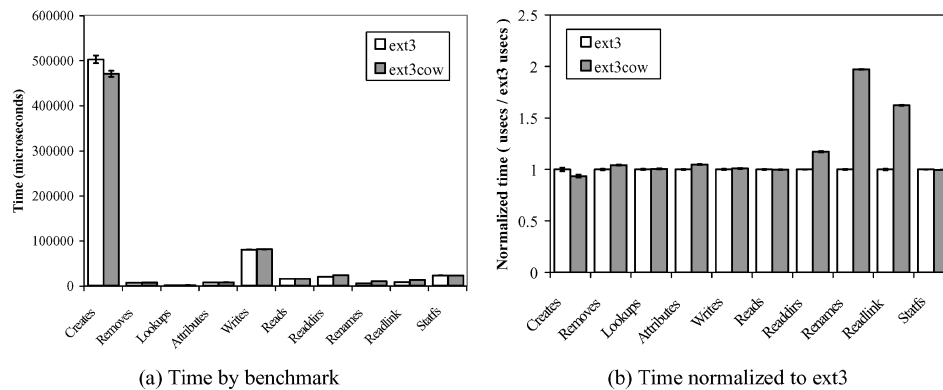 600000
500000
400000
300000
200000
100000
0
Time (microseconds)
ext3
ext3cow
Creates
Removes
Lookups
Attributes
Writes
Reads
Readdirs
Renames
Readlink
Statfs
(a) Time by benchmark
2.5
2
1.5
1
0.5
0
Normalized time ( usecs / ext3 usecs)
ext3
ext3cow
Creates
Removes
Lookups
Attributes
Writes
Reads
Readdirs
Renames
Readlink
Statfs
(b) Time normalized to ext3